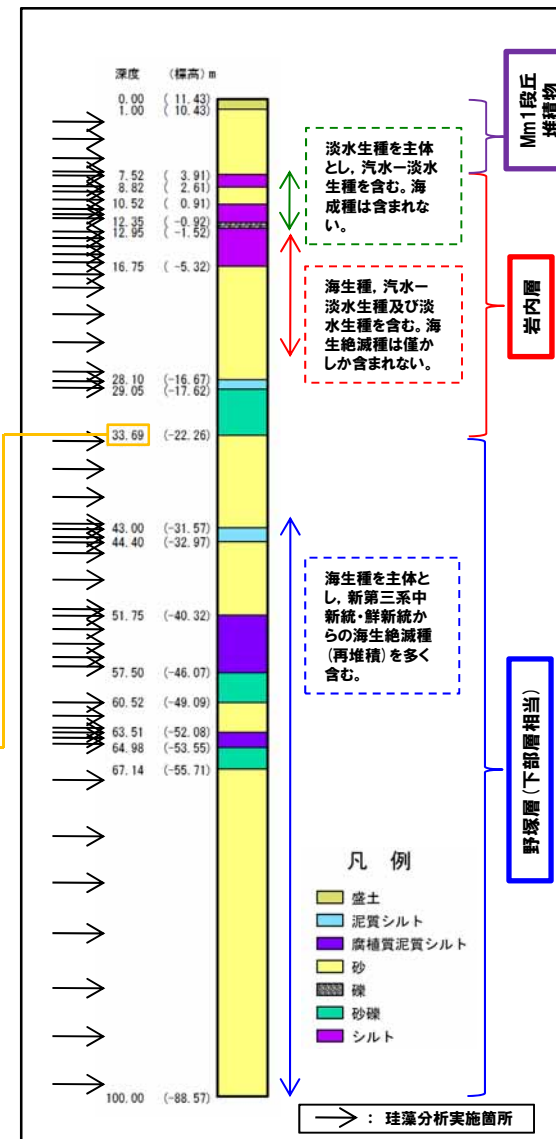 深度 (標高)m
0.00 ( 11.43)
1.00 ( 10.43)
7.52 ( 3.91)
8.82 ( 2.61)
10.52 ( 0.91)
12.35 (-0.92)
12.95 (-1.52)
16.75 (-5.32)
28.10 (-16.67)
29.05 (-17.62)
33.69 (-22.26)
43.00 (-31.57)
44.40 (-32.97)
51.75 (-40.32)
57.50 (-46.07)
60.52 (-49.09)
63.51 (-52.08)
64.98 (-53.55)
67.14 (-55.71)
100.00 (-88.57)
淡水生種を主体
とし,汽水ー淡水
生種を含む。海
成種は含まれな
い。
海生種,汽水ー
淡水生種及び淡
水生種を含む。海
生絶滅種は僅か
しか含まれない。
海生種を主体と
し,新第三系中
新統・鮮新統か
らの海生絶滅種
(再堆積)を多く
含む。
Mm1段丘
堆積物
岩内層
野塚層(下部層相当)
凡 例
盛土
泥質シルト
腐植質泥質シルト
砂
礫
砂礫
シルト
:珪藻分析実施箇所